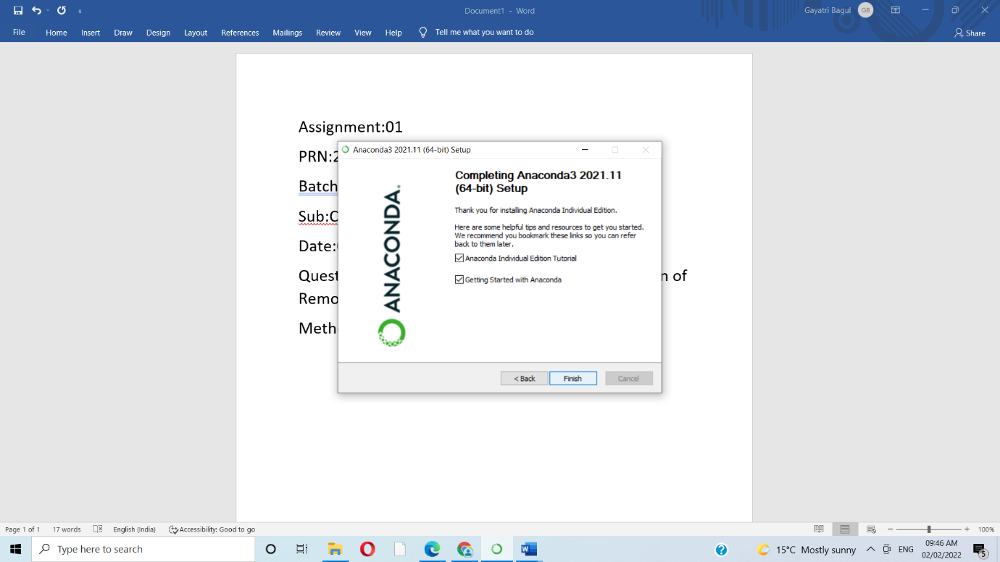 Document1 - Word
Gayatri Bagul GB
File Home Insert Draw Design Layout References Mailings Review View Help Tell me what you want to do
Share
Assignment:01
PRN:2
Batch
Sub:C
Date:
Quest
n of
Remo
Meth
Anaconda3 2021.11 (64-bit) Setup
ANACONDA.
Completing Anaconda3 2021.11
(64-bit) Setup
Thank you for installing Anaconda Individual Edition.
Here are some helpful tips and resources to get you started.
We recommend you bookmark these links so you can refer
back to them later.
Anaconda Individual Edition Tutorial
Getting Started with Anaconda
< Back Finish Cancel
Page 1 of 1 17 words English (India) Accessibility: Good to go
100%
Type here to search
15°C Mostly sunny
ENG
09:46 AM
02/02/2022
5